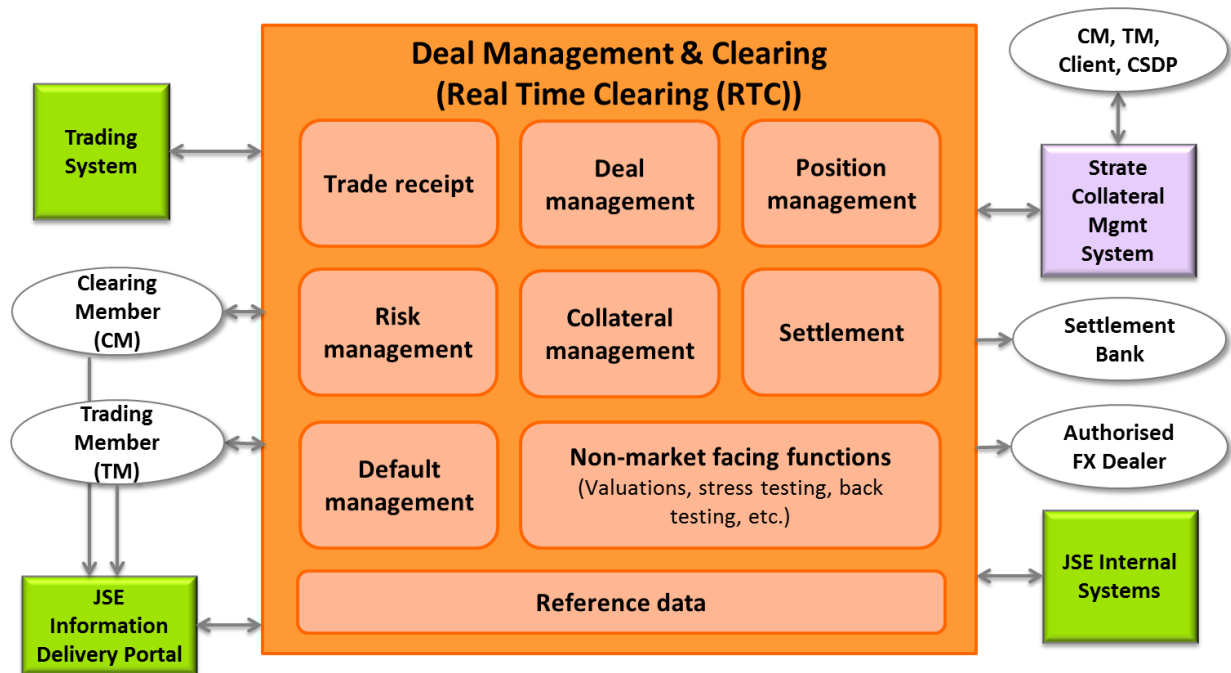 Deal Management & Clearing
(Real Time Clearing (RTC))
Trading
System
Clearing
Member
(CM)
Trading
Member
(TM)
JSE
Information
Delivery Portal
Trade receipt
Deal
management
Position
management
Risk
management
Collateral
management
Settlement
Default
management
Non-market facing functions
(Valuations, stress testing, back
testing, etc.)
Reference data
CM, TM,
Client, CSDP
Strate
Collateral
Mgmt
System
Settlement
Bank
Authorised
FX Dealer
JSE Internal
Systems